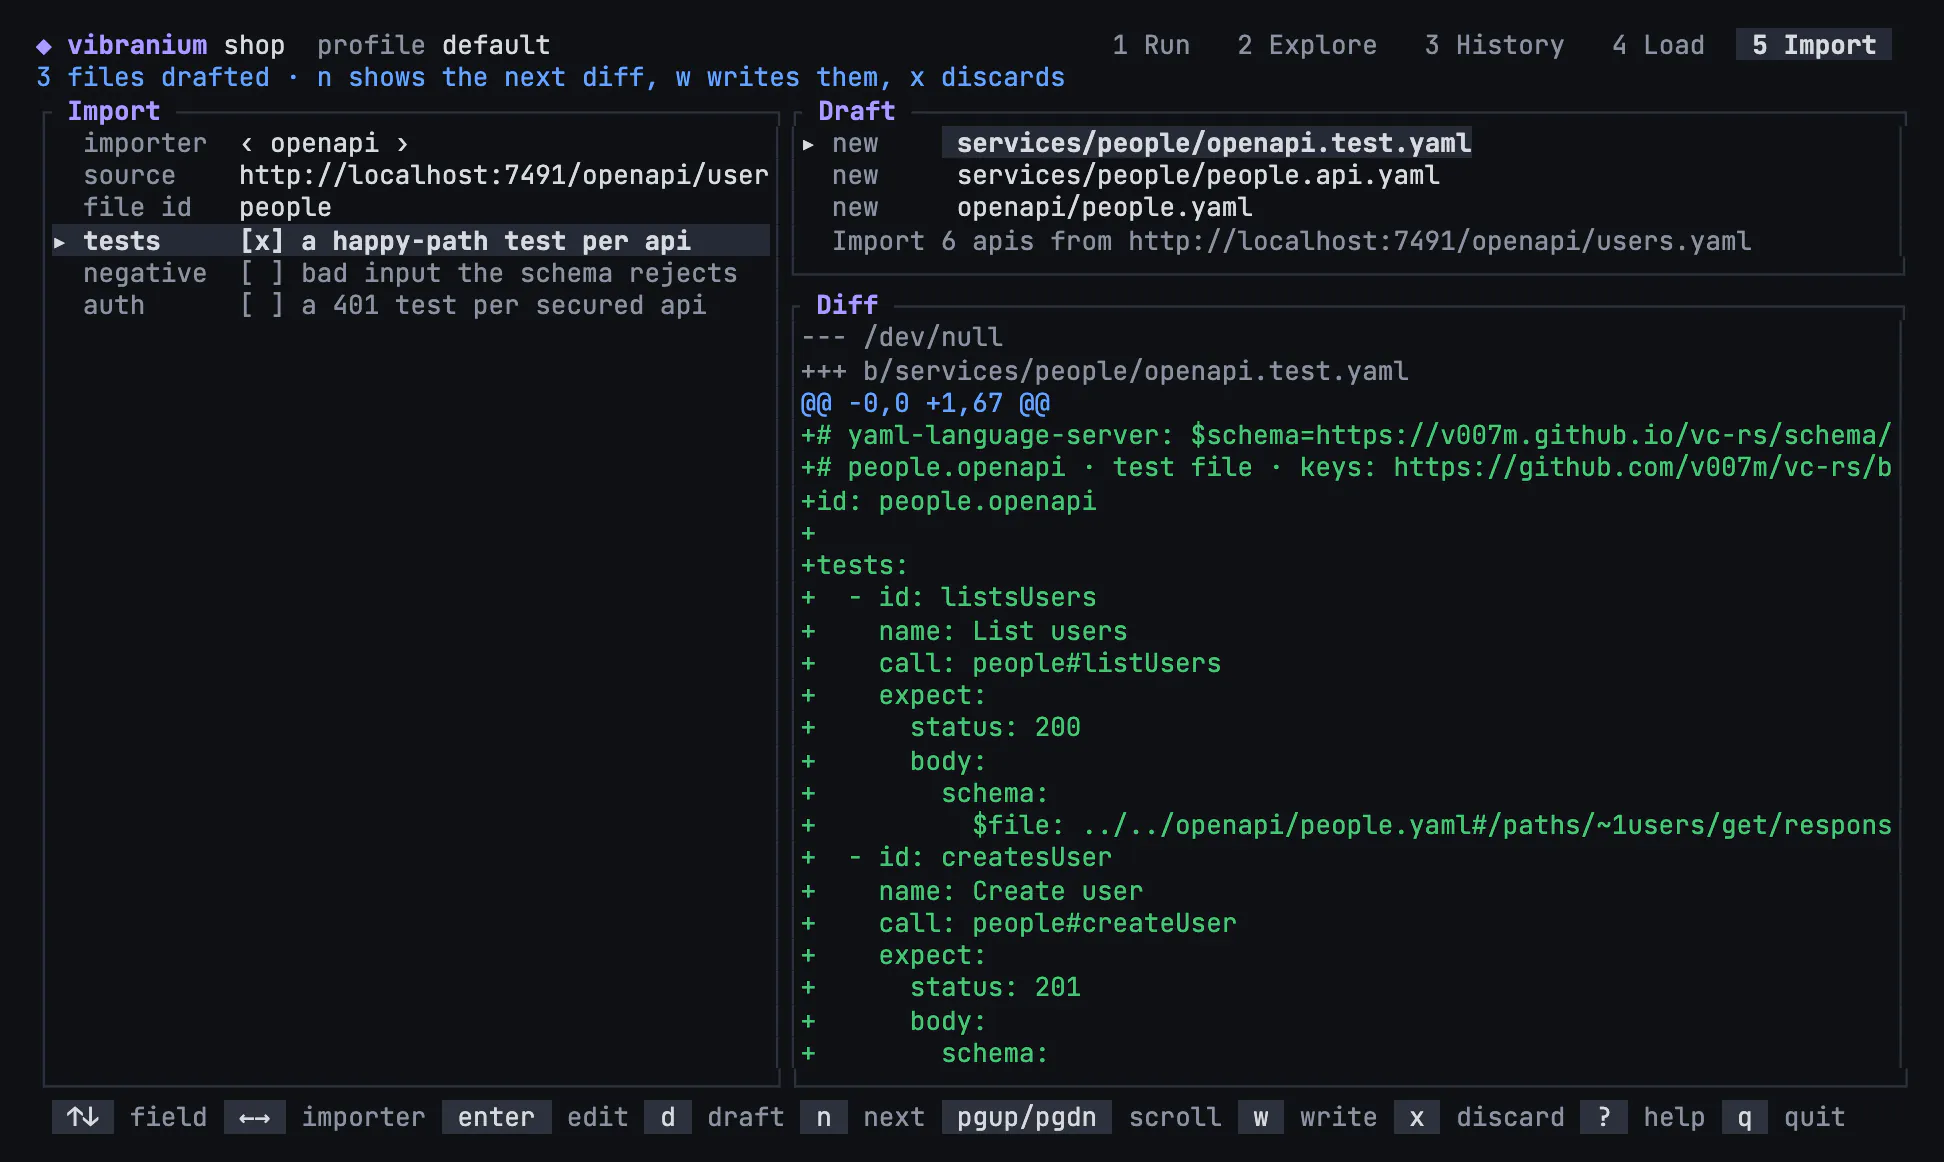 ◆ vibranium shop  profile default  1 Run  2 Explore  3 History  4 Load  5 Import
3 files drafted · n shows the next diff, w writes them, x discards
Import
importer ‹ openapi ›
source http://localhost:7491/openapi/user
file id people
▸ tests [x] a happy-path test per api
negative [ ] bad input the schema rejects
auth [ ] a 401 test per secured api
Draft
▸ new services/people/openapi.test.yaml
new services/people/people.api.yaml
new openapi/people.yaml
Import 6 apis from http://localhost:7491/openapi/users.yaml
Diff
--- /dev/null
+++ b/services/people/openapi.test.yaml
@@ -0,0 +1,67 @@
+# yaml-language-server: $schema=https://v007m.github.io/vc-rs/schema/
+# people.openapi · test file · keys: https://github.com/v007m/vc-rs/b
+id: people.openapi
+
+tests:
+  - id: listsUsers
+    name: List users
+    call: people#listUsers
+    expect:
+      status: 200
+      body:
+        schema:
+          $file: ../../openapi/people.yaml#/paths/~1users/get/respons
+  - id: createsUser
+    name: Create user
+    call: people#createUser
+    expect:
+      status: 201
+      body:
+        schema:
↑↓ field ←→ importer enter edit d draft n next pgup/pgdn scroll w write x discard ? help q quit